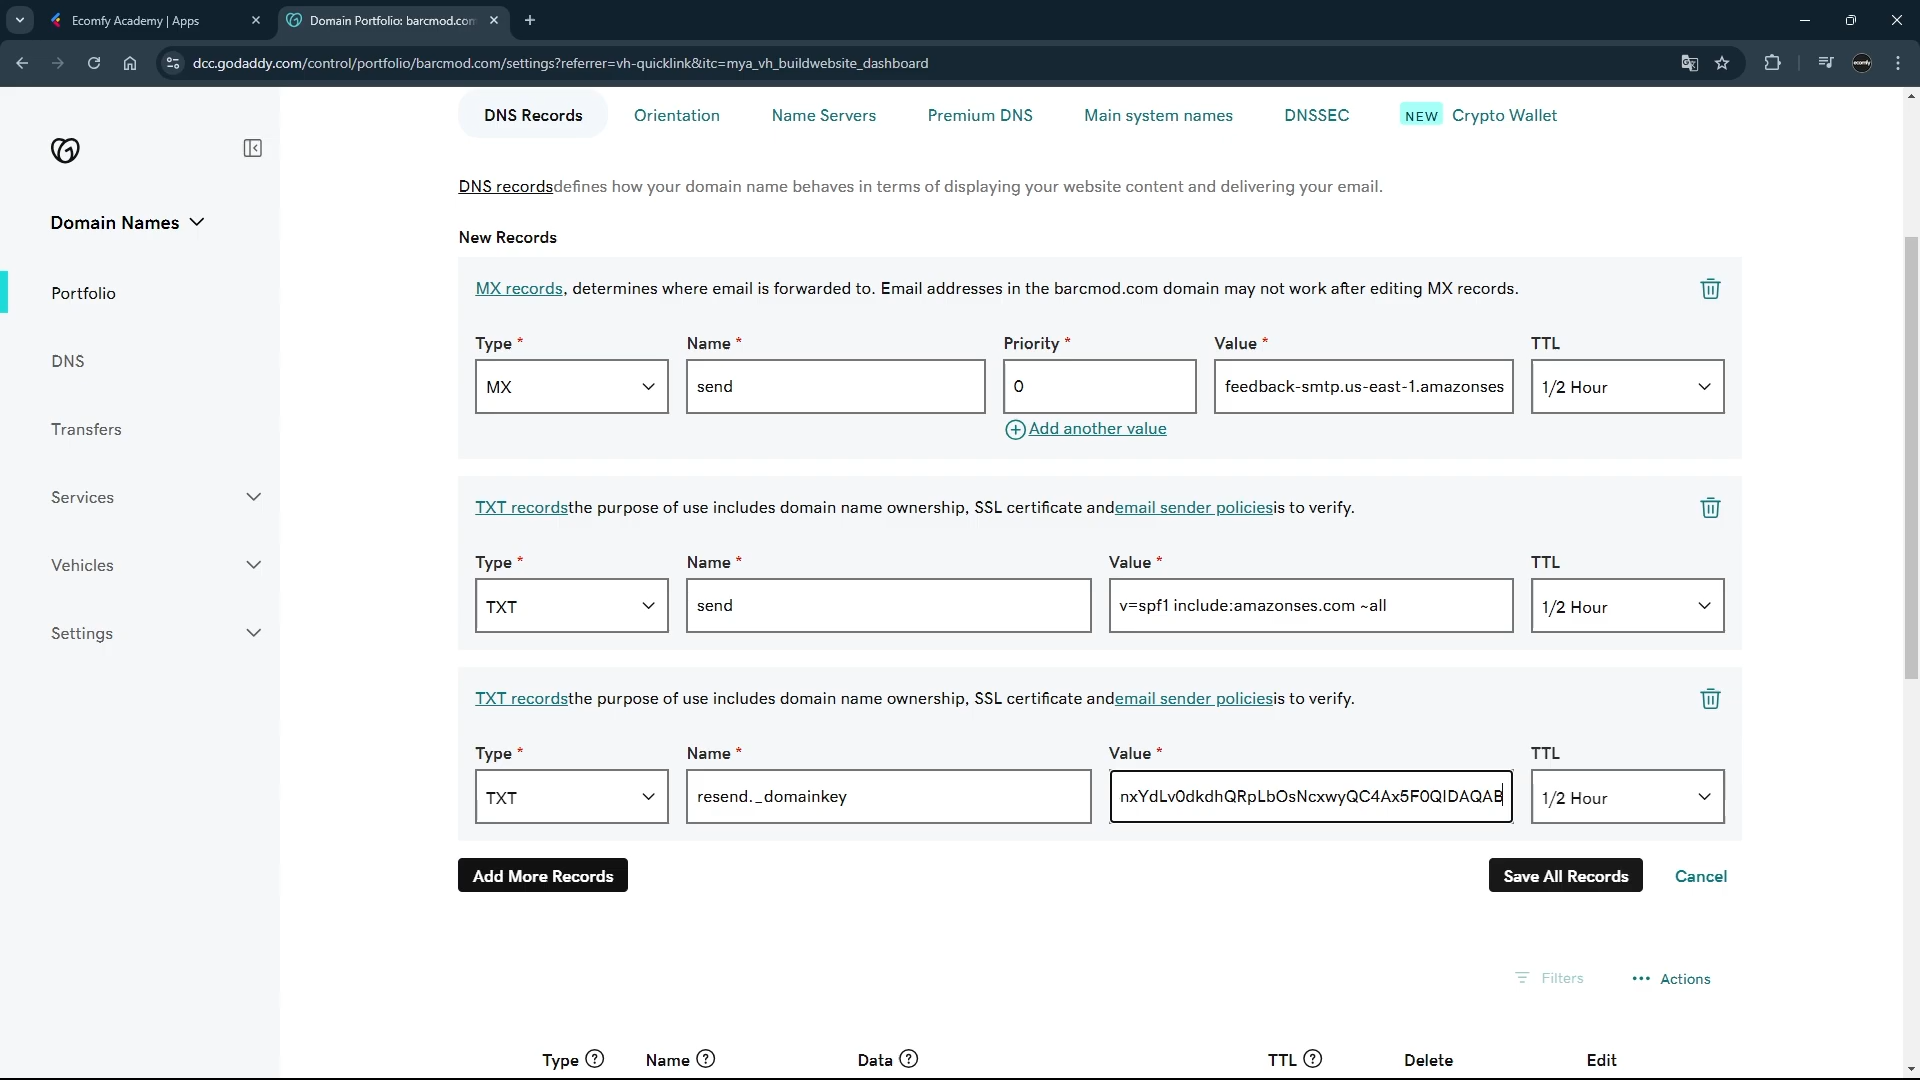 Ecomfy Academy | Apps
Domain Portfolio: barcmod.com
dcc.godaddy.com/control/portfolio/barcmod.com/settings?referrer=vh-quicklink&itc=mya_vh_buildwebsite_dashboard
DNS Records Orientation Name Servers Premium DNS Main system names DNSSEC NEW Crypto Wallet
Domain Names
Portfolio
DNS
Transfers
Services
Vehicles
Settings
DNS recordsdefines how your domain name behaves in terms of displaying your website content and delivering your email.
New Records
MX records, determines where email is forwarded to. Email addresses in the barcmod.com domain may not work after editing MX records.
Type * Name * Priority * Value * TTL
MX send 0 feedback-smtp.us-east-1.amazonses 1/2 Hour
Add another value
TXT recordsthe purpose of use includes domain name ownership, SSL certificate andemail sender policiesis to verify.
Type * Name * Value * TTL
TXT send v=spf1 include:amazonses.com ~all 1/2 Hour
TXT recordsthe purpose of use includes domain name ownership, SSL certificate andemail sender policiesis to verify.
Type * Name * Value * TTL
TXT resend._domainkey nxYdLv0dkdhQRpLbOsNcxwyQC4Ax5F0QIDAQAB 1/2 Hour
Add More Records Save All Records Cancel
Filters ••• Actions
Type Name Data TTL Delete Edit